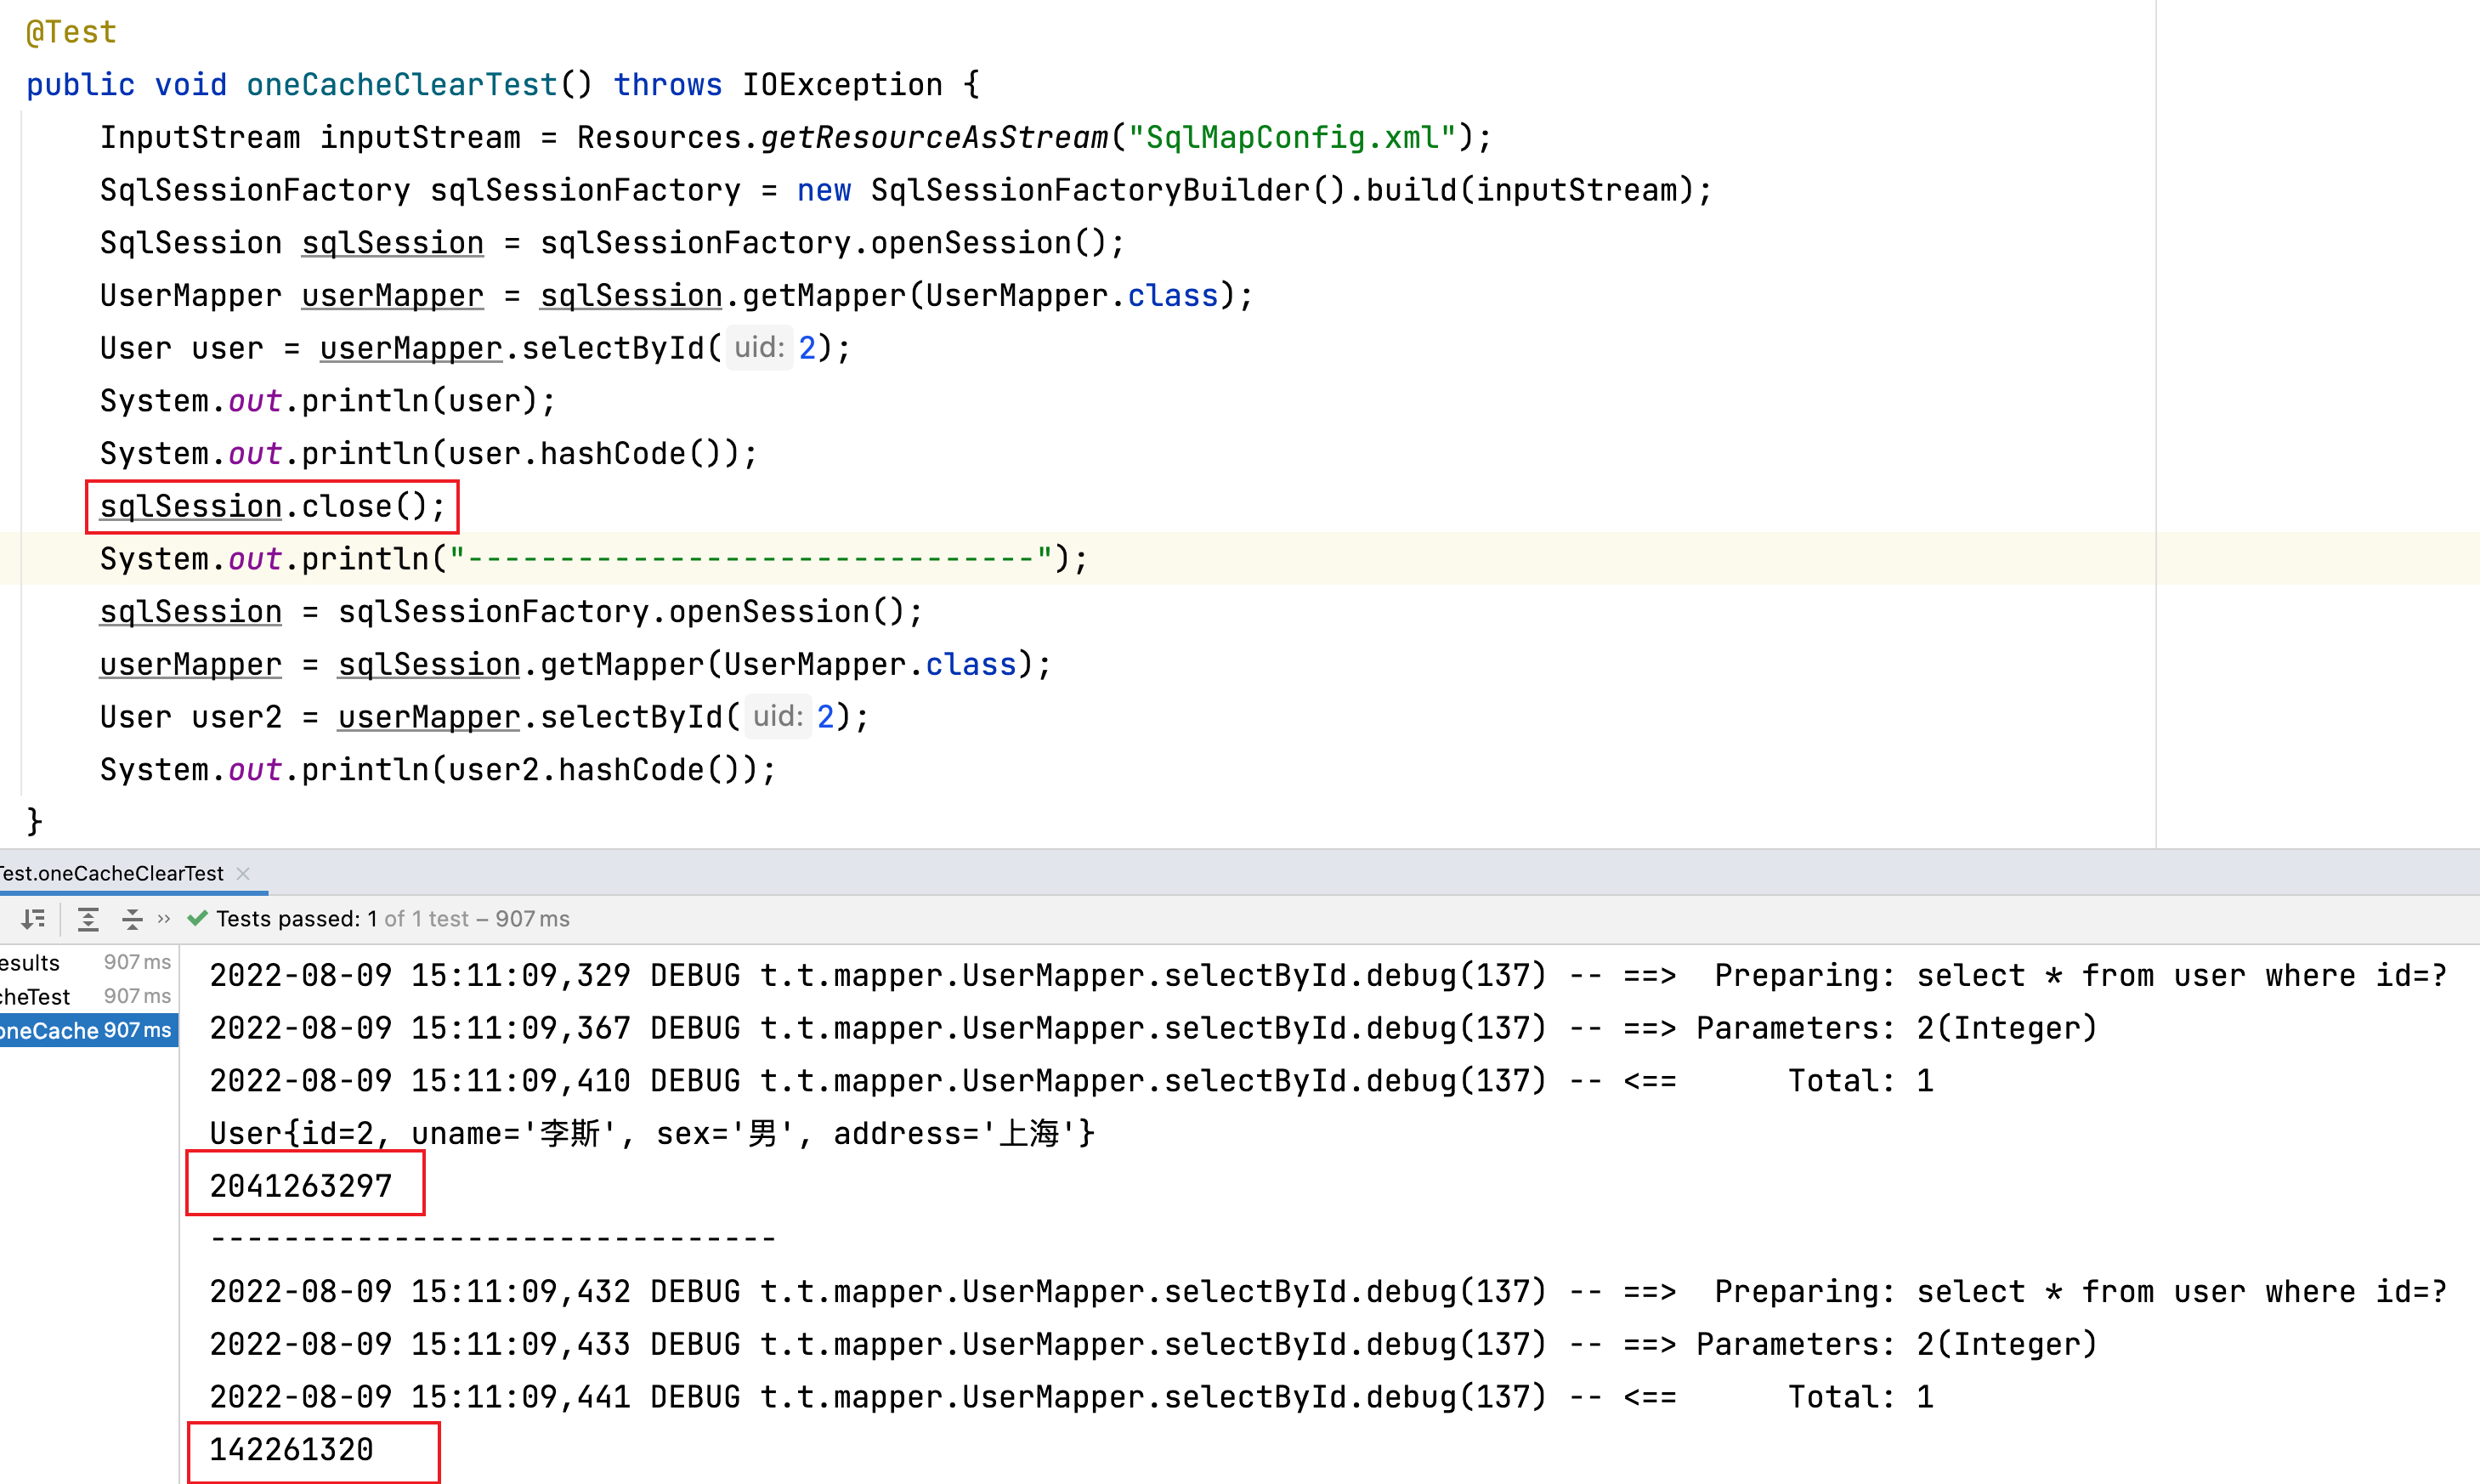 @Test
public void oneCacheClearTest() throws IOException {
InputStream inputStream = Resources.getResourceAsStream("SqlMapConfig.xml");
SqlSessionFactory sqlSessionFactory = new SqlSessionFactoryBuilder().build(inputStream);
SqlSession sqlSession = sqlSessionFactory.openSession();
UserMapper userMapper = sqlSession.getMapper(UserMapper.class);
User user = userMapper.selectById( uid: 2);
System.out.println(user);
System.out.println(user.hashCode());
sqlSession.close();
System.out.println("-------------------------------");
sqlSession = sqlSessionFactory.openSession();
userMapper = sqlSession.getMapper(UserMapper.class);
User user2 = userMapper.selectById( uid: 2);
System.out.println(user2.hashCode());
}
Test.oneCacheClearTest ×
» Tests passed: 1 of 1 test – 907 ms
esults 907 ms
cheTest 907 ms
oneCache 907 ms
2022-08-09 15:11:09,329 DEBUG t.t.mapper.UserMapper.selectById.debug(137) -- ==>  Preparing: select * from user where id=?
2022-08-09 15:11:09,367 DEBUG t.t.mapper.UserMapper.selectById.debug(137) -- ==> Parameters: 2(Integer)
2022-08-09 15:11:09,410 DEBUG t.t.mapper.UserMapper.selectById.debug(137) -- <==      Total: 1
User{id=2, uname='李斯', sex='男', address='上海'}
2041263297
-------------------------------
2022-08-09 15:11:09,432 DEBUG t.t.mapper.UserMapper.selectById.debug(137) -- ==>  Preparing: select * from user where id=?
2022-08-09 15:11:09,433 DEBUG t.t.mapper.UserMapper.selectById.debug(137) -- ==> Parameters: 2(Integer)
2022-08-09 15:11:09,441 DEBUG t.t.mapper.UserMapper.selectById.debug(137) -- <==      Total: 1
142261320